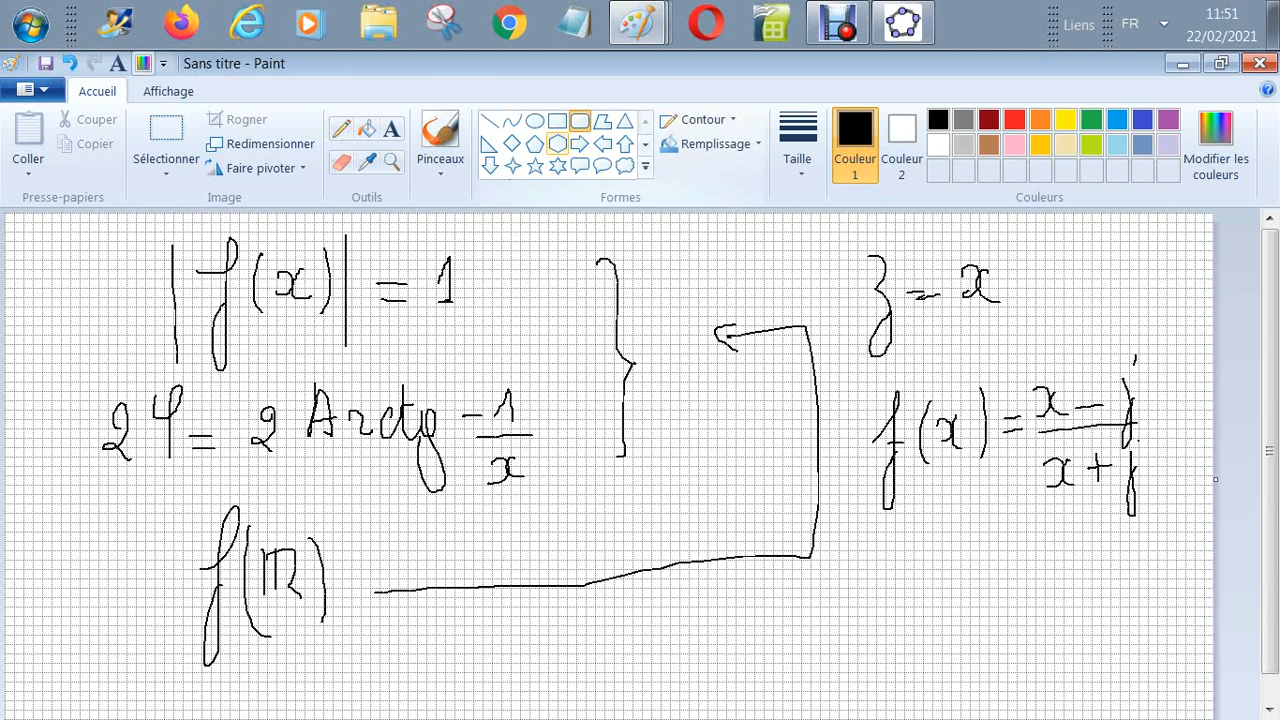 Liens FR 11:51
22/02/2021
Sans titre - Paint
Accueil Affichage
Coller
Couper
Copier
Presse-papiers
Sélectionner
Rogner
Redimensionner
Faire pivoter
Image
A
Outils
Pinceaux
Contour
Remplissage
Formes
Taille
Couleur 1
Couleur 2
Modifier les couleurs
Couleurs
|f(x)| = 1
2φ = 2 Arctg -1/x
f(ℝ)
z = x
f(x) = x - j / x + j